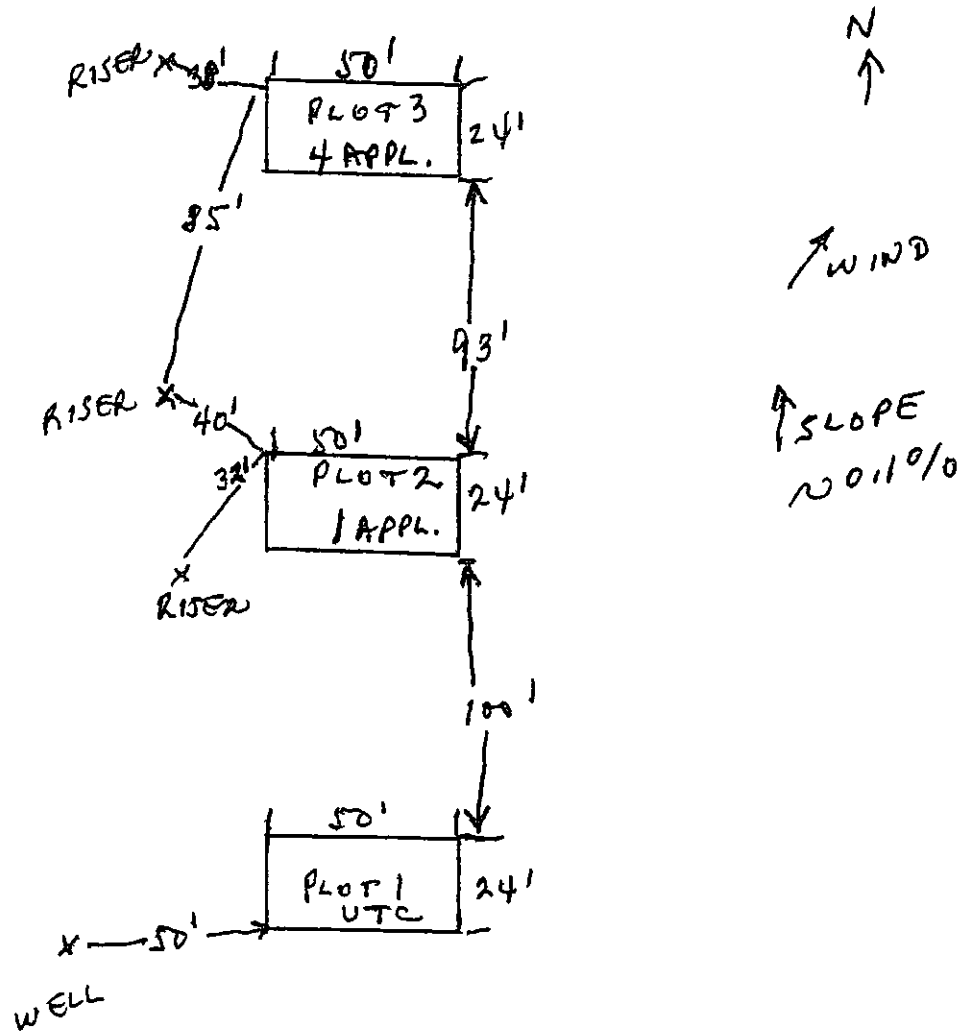 N
RISER
50'
PLOT 3
4 APPL.
24'
85'
WIND
93'
RISER
40'
SLOPE
~0.1%
50'
32'
PLOT 2
1 APPL.
24'
RISER
100'
50'
PLOT 1
UTC
24'
50'
WELL